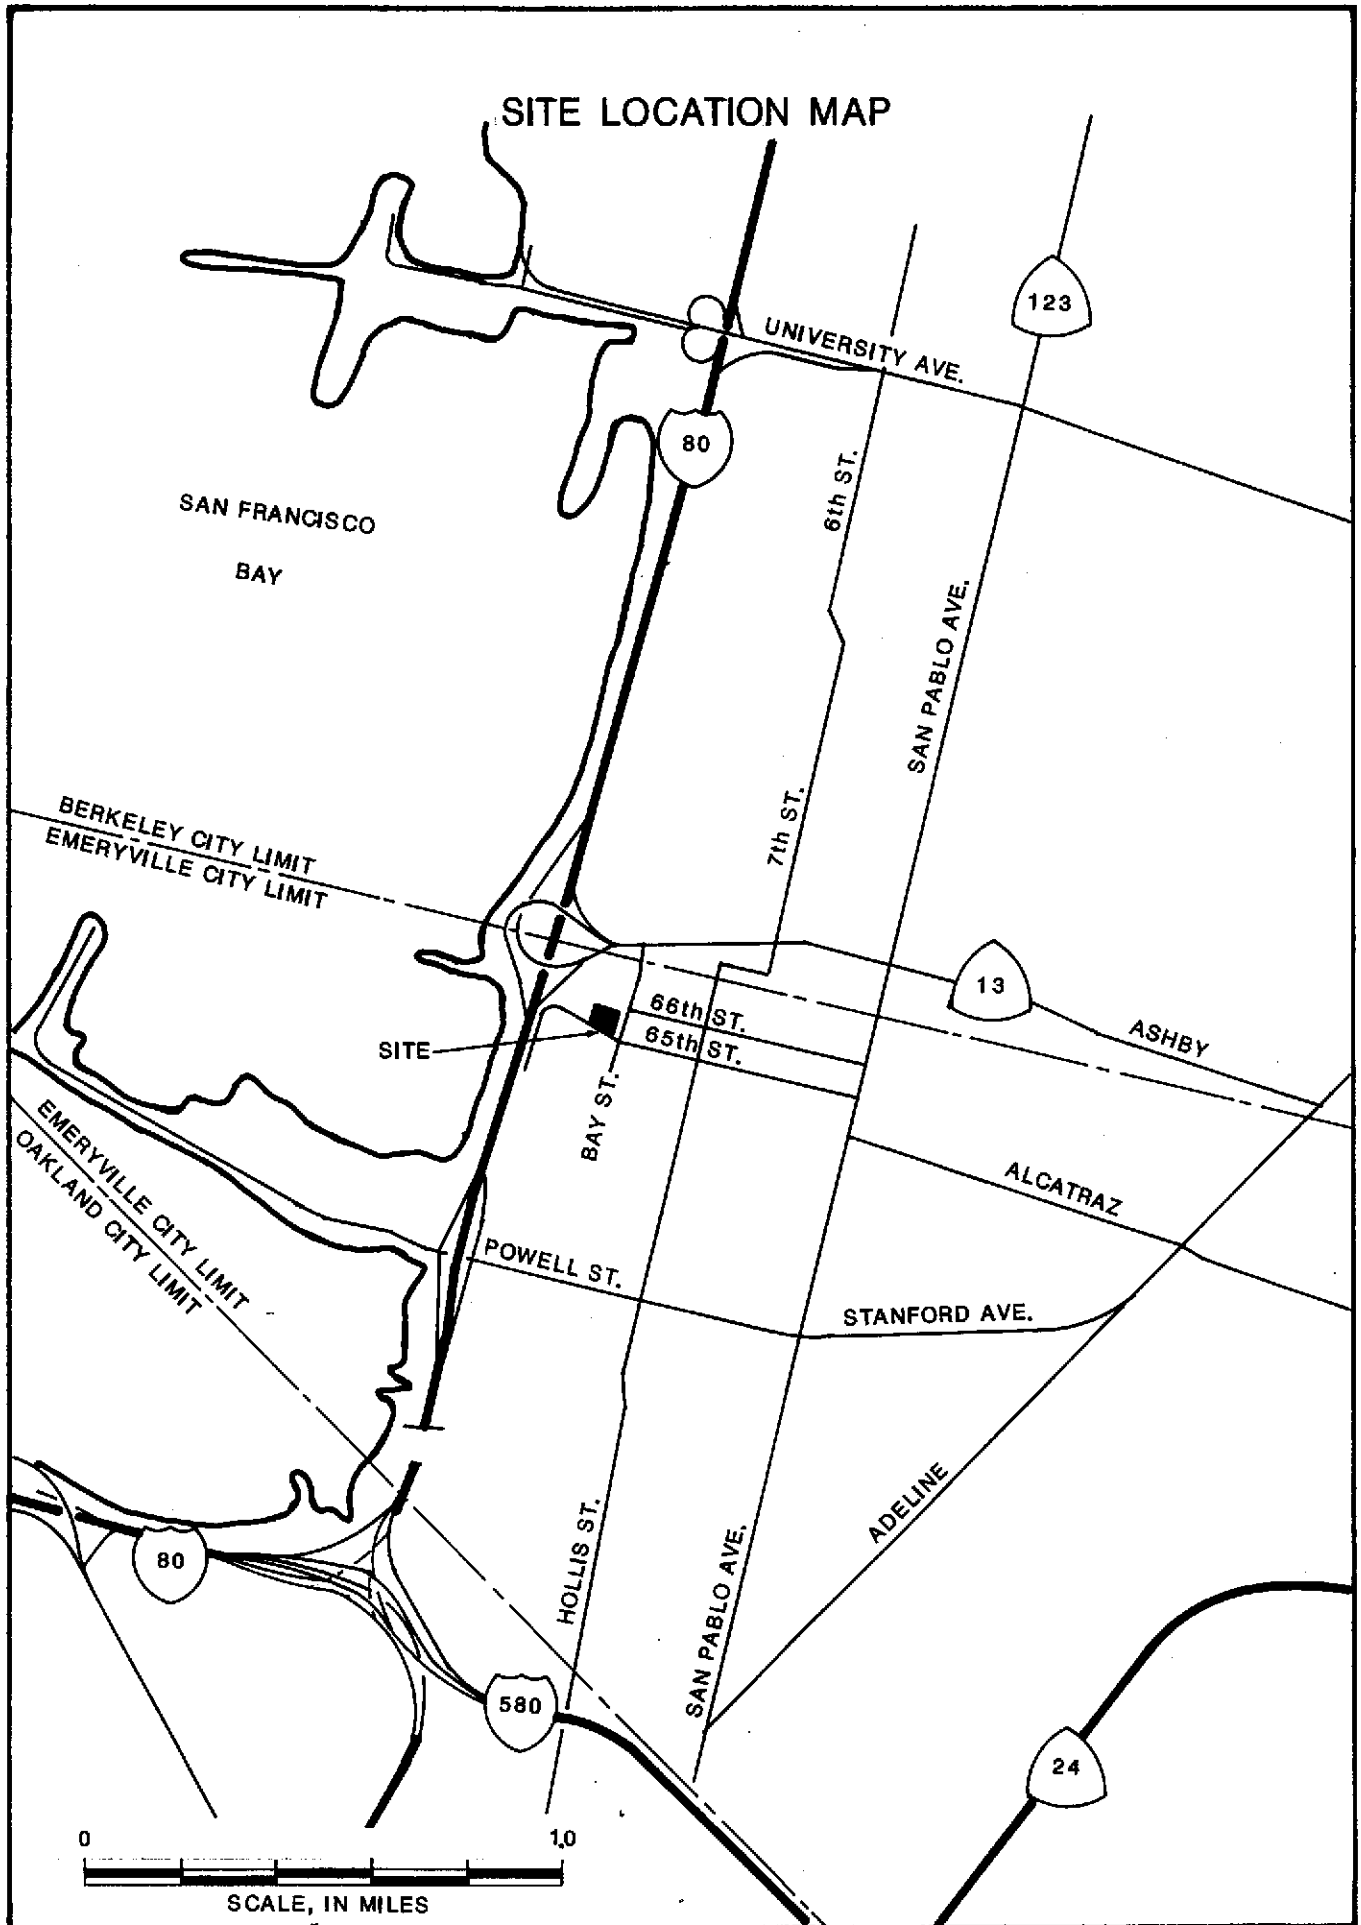 SITE LOCATION MAP
123
UNIVERSITY AVE.
80
6th ST.
SAN FRANCISCO
BAY
SAN PABLO AVE.
7th ST.
BERKELEY CITY LIMIT
EMERYVILLE CITY LIMIT
13
66th ST.
ASHBY
65th ST.
SITE
BAY ST.
EMERYVILLE CITY LIMIT
OAKLAND CITY LIMIT
ALCATRAZ
POWELL ST.
STANFORD AVE.
ADELINE
HOLLIS ST.
SAN PABLO AVE.
80
580
24
0
1.0
SCALE, IN MILES